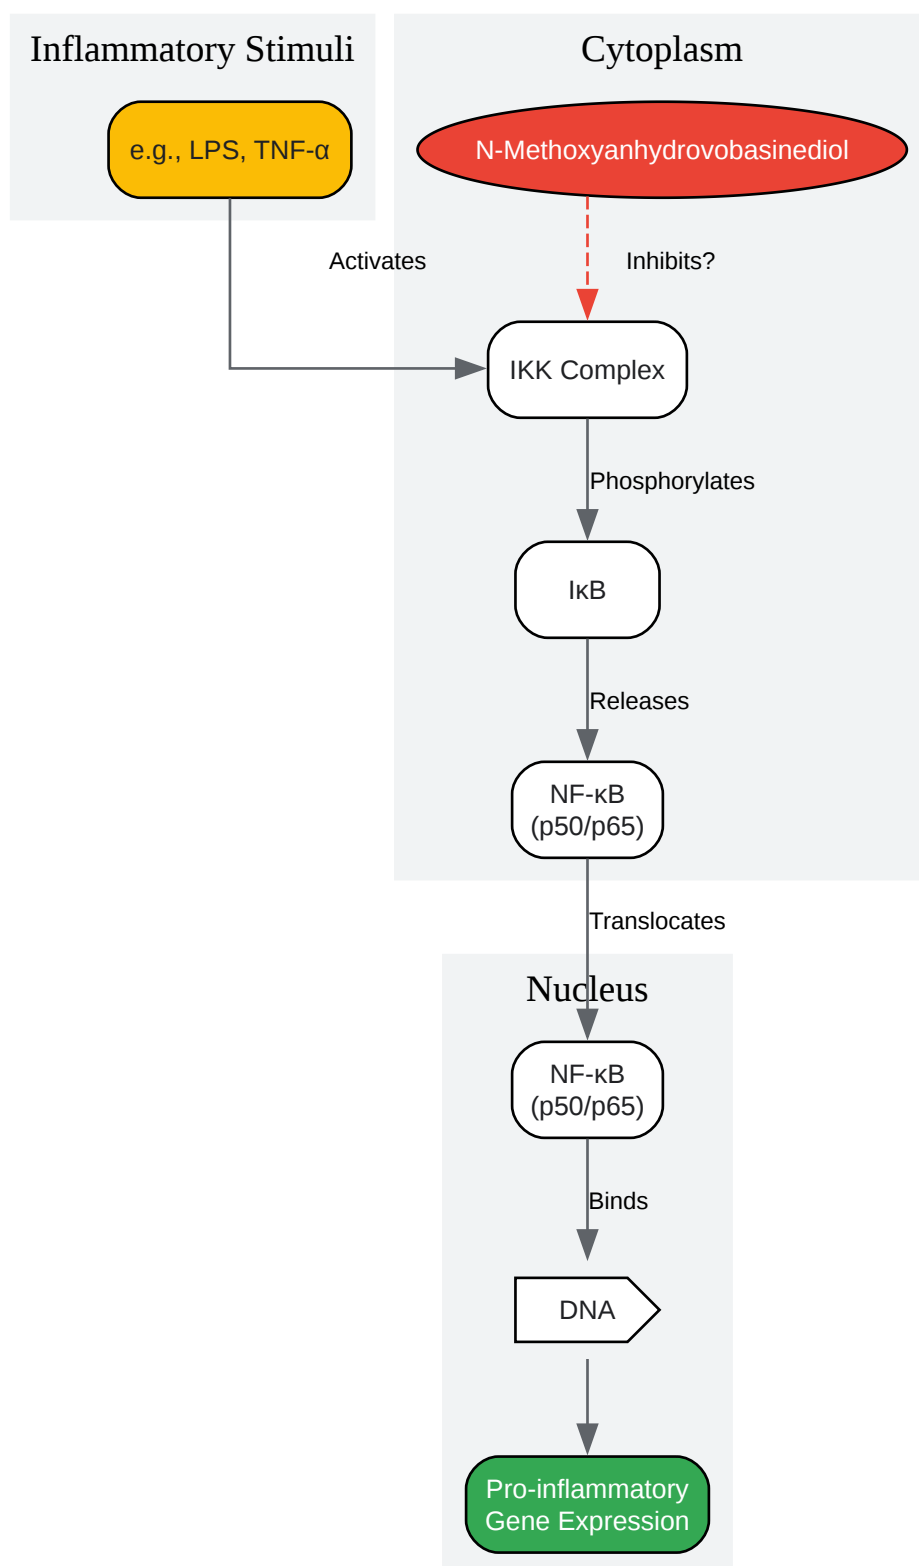 Inflammatory Stimuli
Cytoplasm
e.g., LPS, TNF-α
N-Methoxyanhydrovobasinediol
Activates
Inhibits?
IKK Complex
Phosphorylates
IκB
Releases
NF-κB
(p50/p65)
Translocates
Nucleus
NF-κB
(p50/p65)
Binds
DNA
Pro-inflammatory
Gene Expression